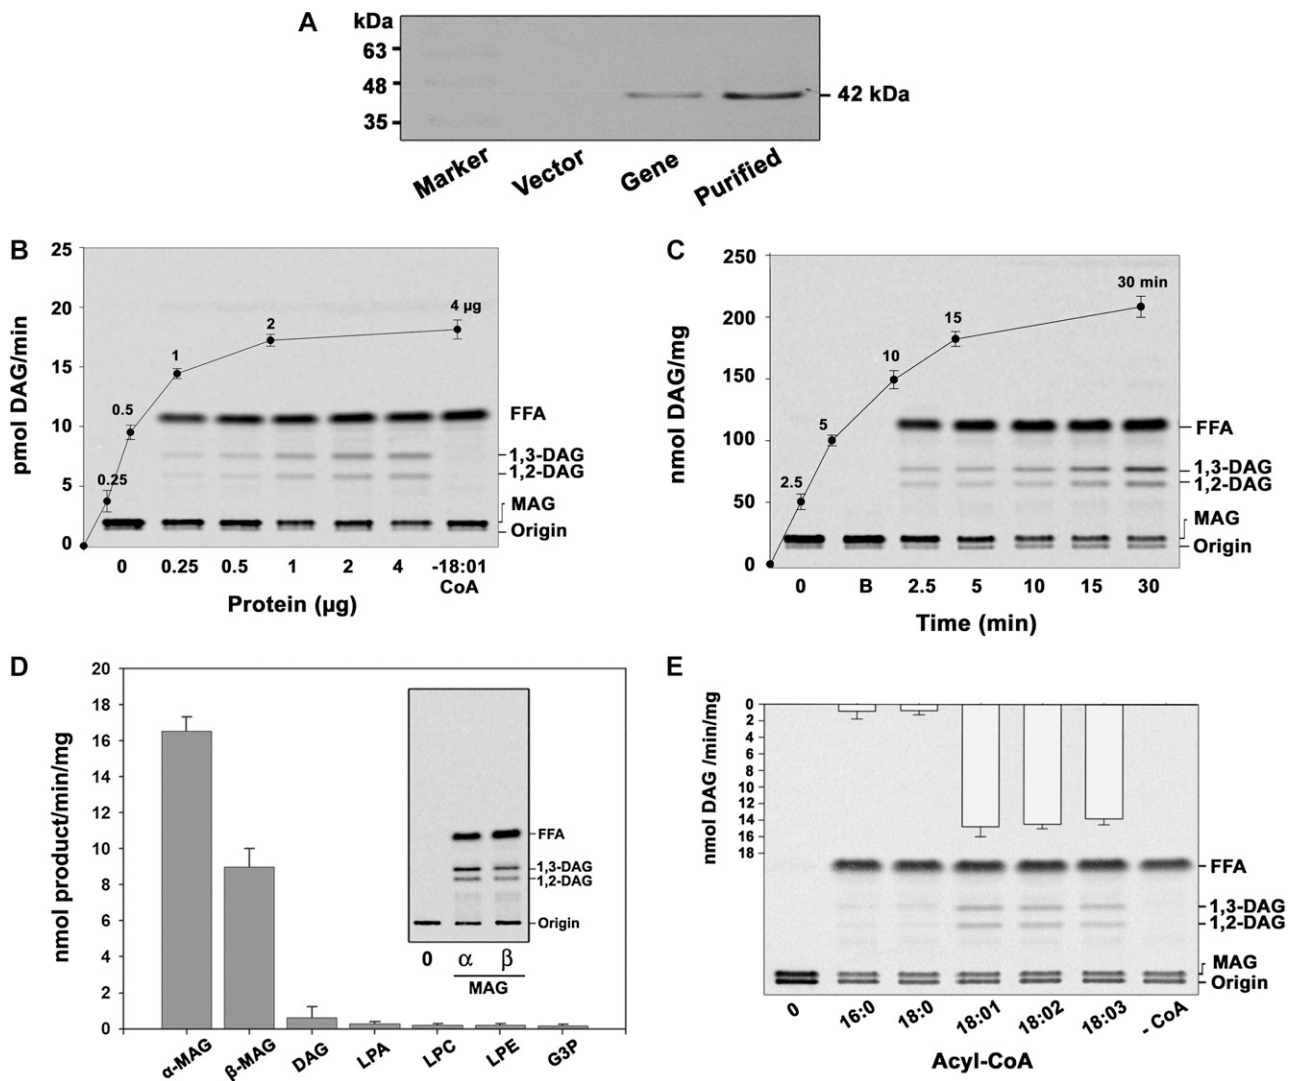 A
kDa
63
48
35
42 kDa
Marker
Vector
Gene
Purified
B
pmol DAG/min
25
20
15
10
5
0
0.25
0.5
1
2
4 µg
FFA
1,3-DAG
1,2-DAG
MAG
Origin
0 0.25 0.5 1 2 4 -18:01
CoA
Protein (µg)
C
nmol DAG/mg
250
200
150
100
50
0
2.5
5
10
15
30 min
FFA
1,3-DAG
1,2-DAG
MAG
Origin
0 B 2.5 5 10 15 30
Time (min)
D
nmol product/min/mg
20
18
16
14
12
10
8
6
4
2
0
α-MAG
β-MAG
DAG
LPA
LPC
LPE
G3P
FFA
1,3-DAG
1,2-DAG
Origin
0 α β
MAG
E
nmol DAG /min/mg
0
2
4
6
8
10
12
14
16
18
FFA
1,3-DAG
1,2-DAG
MAG
Origin
0
16:0
18:0
18:01
18:02
18:03
- CoA
Acyl-CoA